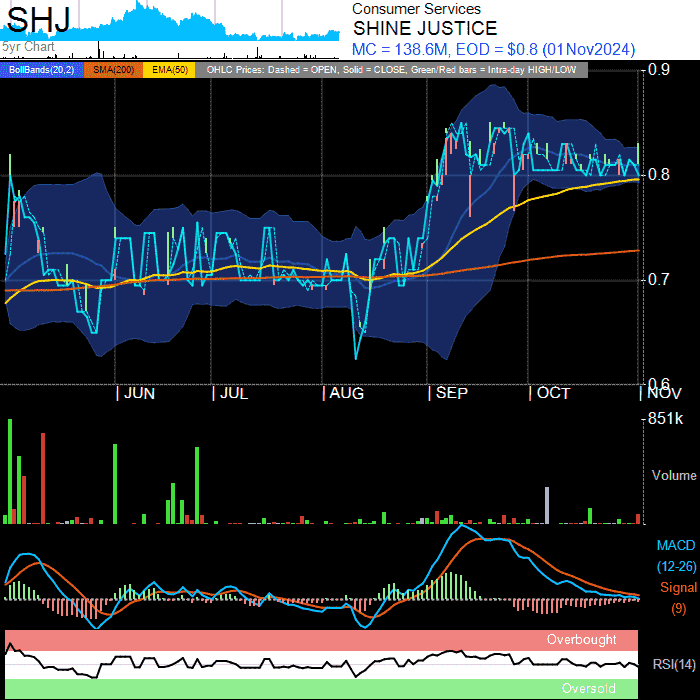 SHJ
5yr Chart
Consumer Services
SHINE JUSTICE
MC = 138.6M, EOD = $0.8 (01Nov2024)
BollBands(20,2) SMA(200) EMA(50) OHLC Prices: Dashed = OPEN, Solid = CLOSE, Green/Red bars = Intra-day HIGH/LOW
0.9
0.8
0.7
0.6
JUN JUL AUG SEP OCT NOV
851k
Volume
MACD
(12-26)
Signal
(9)
Overbought
RSI(14)
Oversold